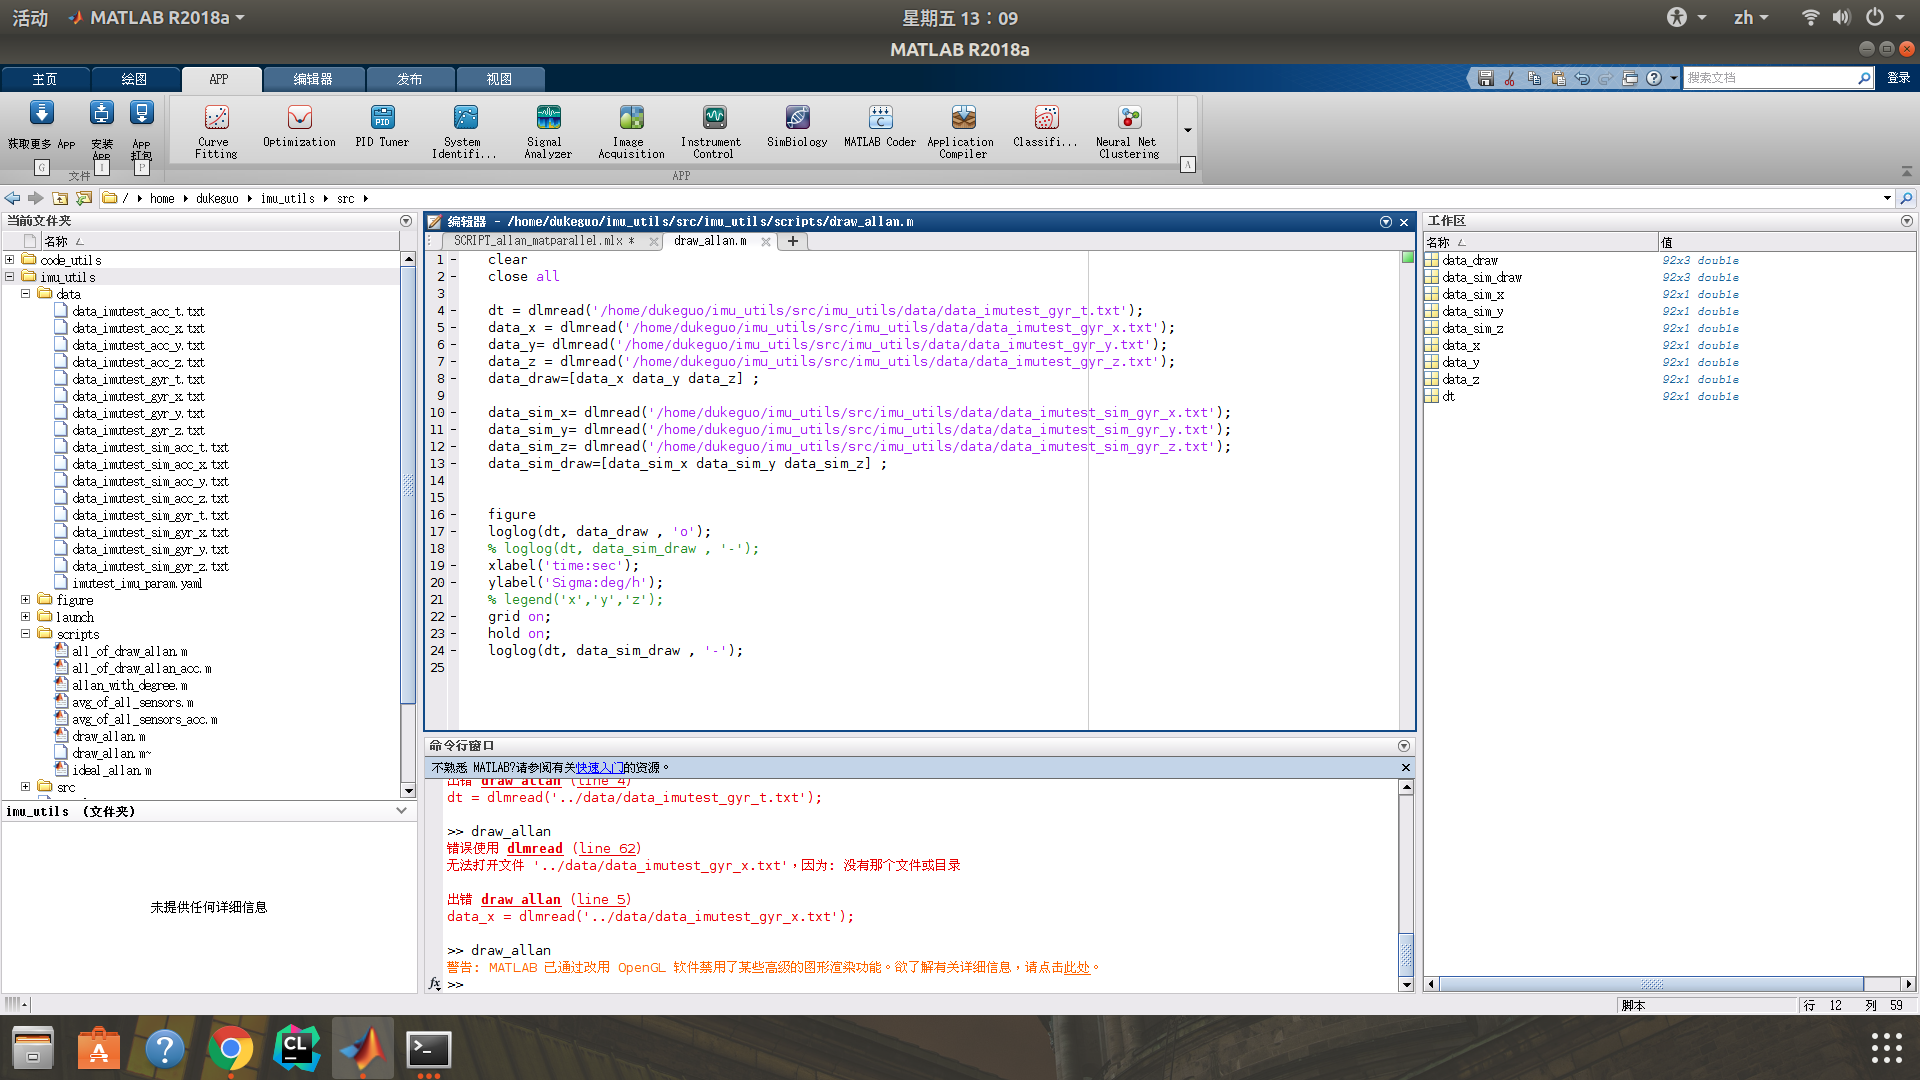 活动 MATLAB R2018a 星期五 13：09 zh
MATLAB R2018a
主页 绘图 APP 编辑器 发布 视图 搜索文档 登录
获取更多 App 安装 App App 打包 Curve Fitting Optimization PID Tuner System Identifi... Signal Analyzer Image Acquisition Instrument Control SimBiology MATLAB Coder Application Compiler Classifi... Neural Net Clustering
G I P A
文件 APP
/ home dukeguo imu_utils src
当前文件夹
名称
code_utils
imu_utils
data
data_imutest_acc_t.txt
data_imutest_acc_x.txt
data_imutest_acc_y.txt
data_imutest_acc_z.txt
data_imutest_gyr_t.txt
data_imutest_gyr_x.txt
data_imutest_gyr_y.txt
data_imutest_gyr_z.txt
data_imutest_sim_acc_t.txt
data_imutest_sim_acc_x.txt
data_imutest_sim_acc_y.txt
data_imutest_sim_acc_z.txt
data_imutest_sim_gyr_t.txt
data_imutest_sim_gyr_x.txt
data_imutest_sim_gyr_y.txt
data_imutest_sim_gyr_z.txt
imutest_imu_param.yaml
figure
launch
scripts
all_of_draw_allan.m
all_of_draw_allan_acc.m
allan_with_degree.m
avg_of_all_sensors.m
avg_of_all_sensors_acc.m
draw_allan.m
draw_allan.m~
ideal_allan.m
src
imu_utils (文件夹)
未提供任何详细信息
编辑器 - /home/dukeguo/imu_utils/src/imu_utils/scripts/draw_allan.m
SCRIPT_allan_matparallel.mlx * draw_allan.m
1 - clear
2 - close all
3
4 - dt = dlmread('/home/dukeguo/imu_utils/src/imu_utils/data/data_imutest_gyr_t.txt');
5 - data_x = dlmread('/home/dukeguo/imu_utils/src/imu_utils/data/data_imutest_gyr_x.txt');
6 - data_y= dlmread('/home/dukeguo/imu_utils/src/imu_utils/data/data_imutest_gyr_y.txt');
7 - data_z = dlmread('/home/dukeguo/imu_utils/src/imu_utils/data/data_imutest_gyr_z.txt');
8 - data_draw=[data_x data_y data_z] ;
9
10 - data_sim_x= dlmread('/home/dukeguo/imu_utils/src/imu_utils/data/data_imutest_sim_gyr_x.txt');
11 - data_sim_y= dlmread('/home/dukeguo/imu_utils/src/imu_utils/data/data_imutest_sim_gyr_y.txt');
12 - data_sim_z= dlmread('/home/dukeguo/imu_utils/src/imu_utils/data/data_imutest_sim_gyr_z.txt');
13 - data_sim_draw=[data_sim_x data_sim_y data_sim_z] ;
14
15
16 - figure
17 - loglog(dt, data_draw , 'o');
18 % loglog(dt, data_sim_draw , '-');
19 - xlabel('time:sec');
20 - ylabel('Sigma:deg/h');
21 % legend('x','y','z');
22 - grid on;
23 - hold on;
24 - loglog(dt, data_sim_draw , '-');
25
命令行窗口
不熟悉 MATLAB?请参阅有关快速入门的资源。
出错 draw_allan (line 4)
dt = dlmread('../data/data_imutest_gyr_t.txt');
>> draw_allan
错误使用 dlmread (line 62)
无法打开文件 '../data/data_imutest_gyr_x.txt'，因为: 没有那个文件或目录
出错 draw_allan (line 5)
data_x = dlmread('../data/data_imutest_gyr_x.txt');
>> draw_allan
警告: MATLAB 已通过改用 OpenGL 软件禁用了某些高级的图形渲染功能。欲了解有关详细信息，请点击此处。
fx >>
工作区
名称 值
data_draw 92x3 double
data_sim_draw 92x3 double
data_sim_x 92x1 double
data_sim_y 92x1 double
data_sim_z 92x1 double
data_x 92x1 double
data_y 92x1 double
data_z 92x1 double
dt 92x1 double
脚本 行 12 列 59
CL